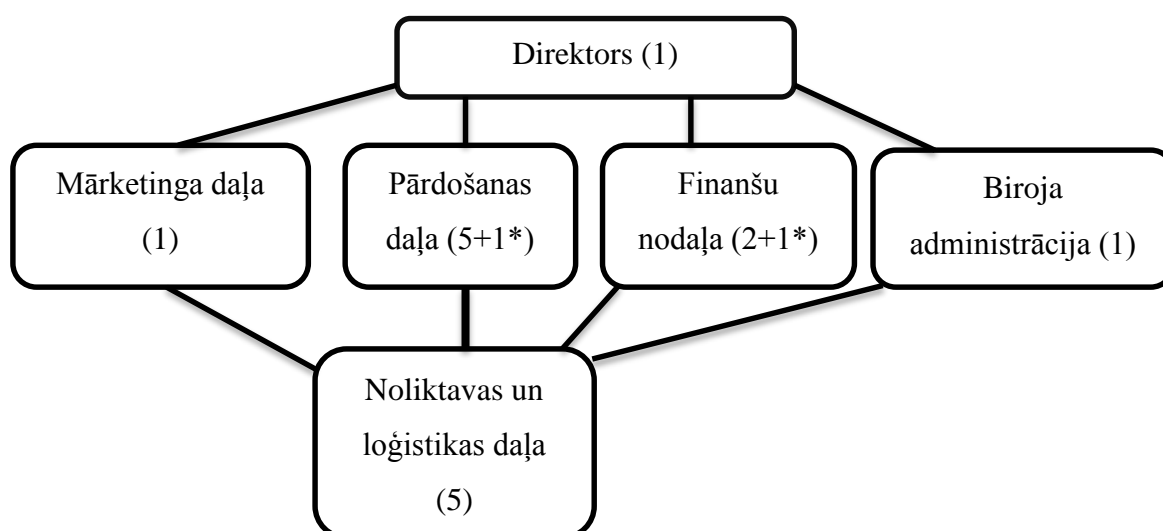 Direktors (1)
Mārketinga daļa
(1)
Pārdošanas
daļa (5+1*)
Finanšu
nodaļa (2+1*)
Biroja
administrācija (1)
Noliktavas un
loģistikas daļa
(5)